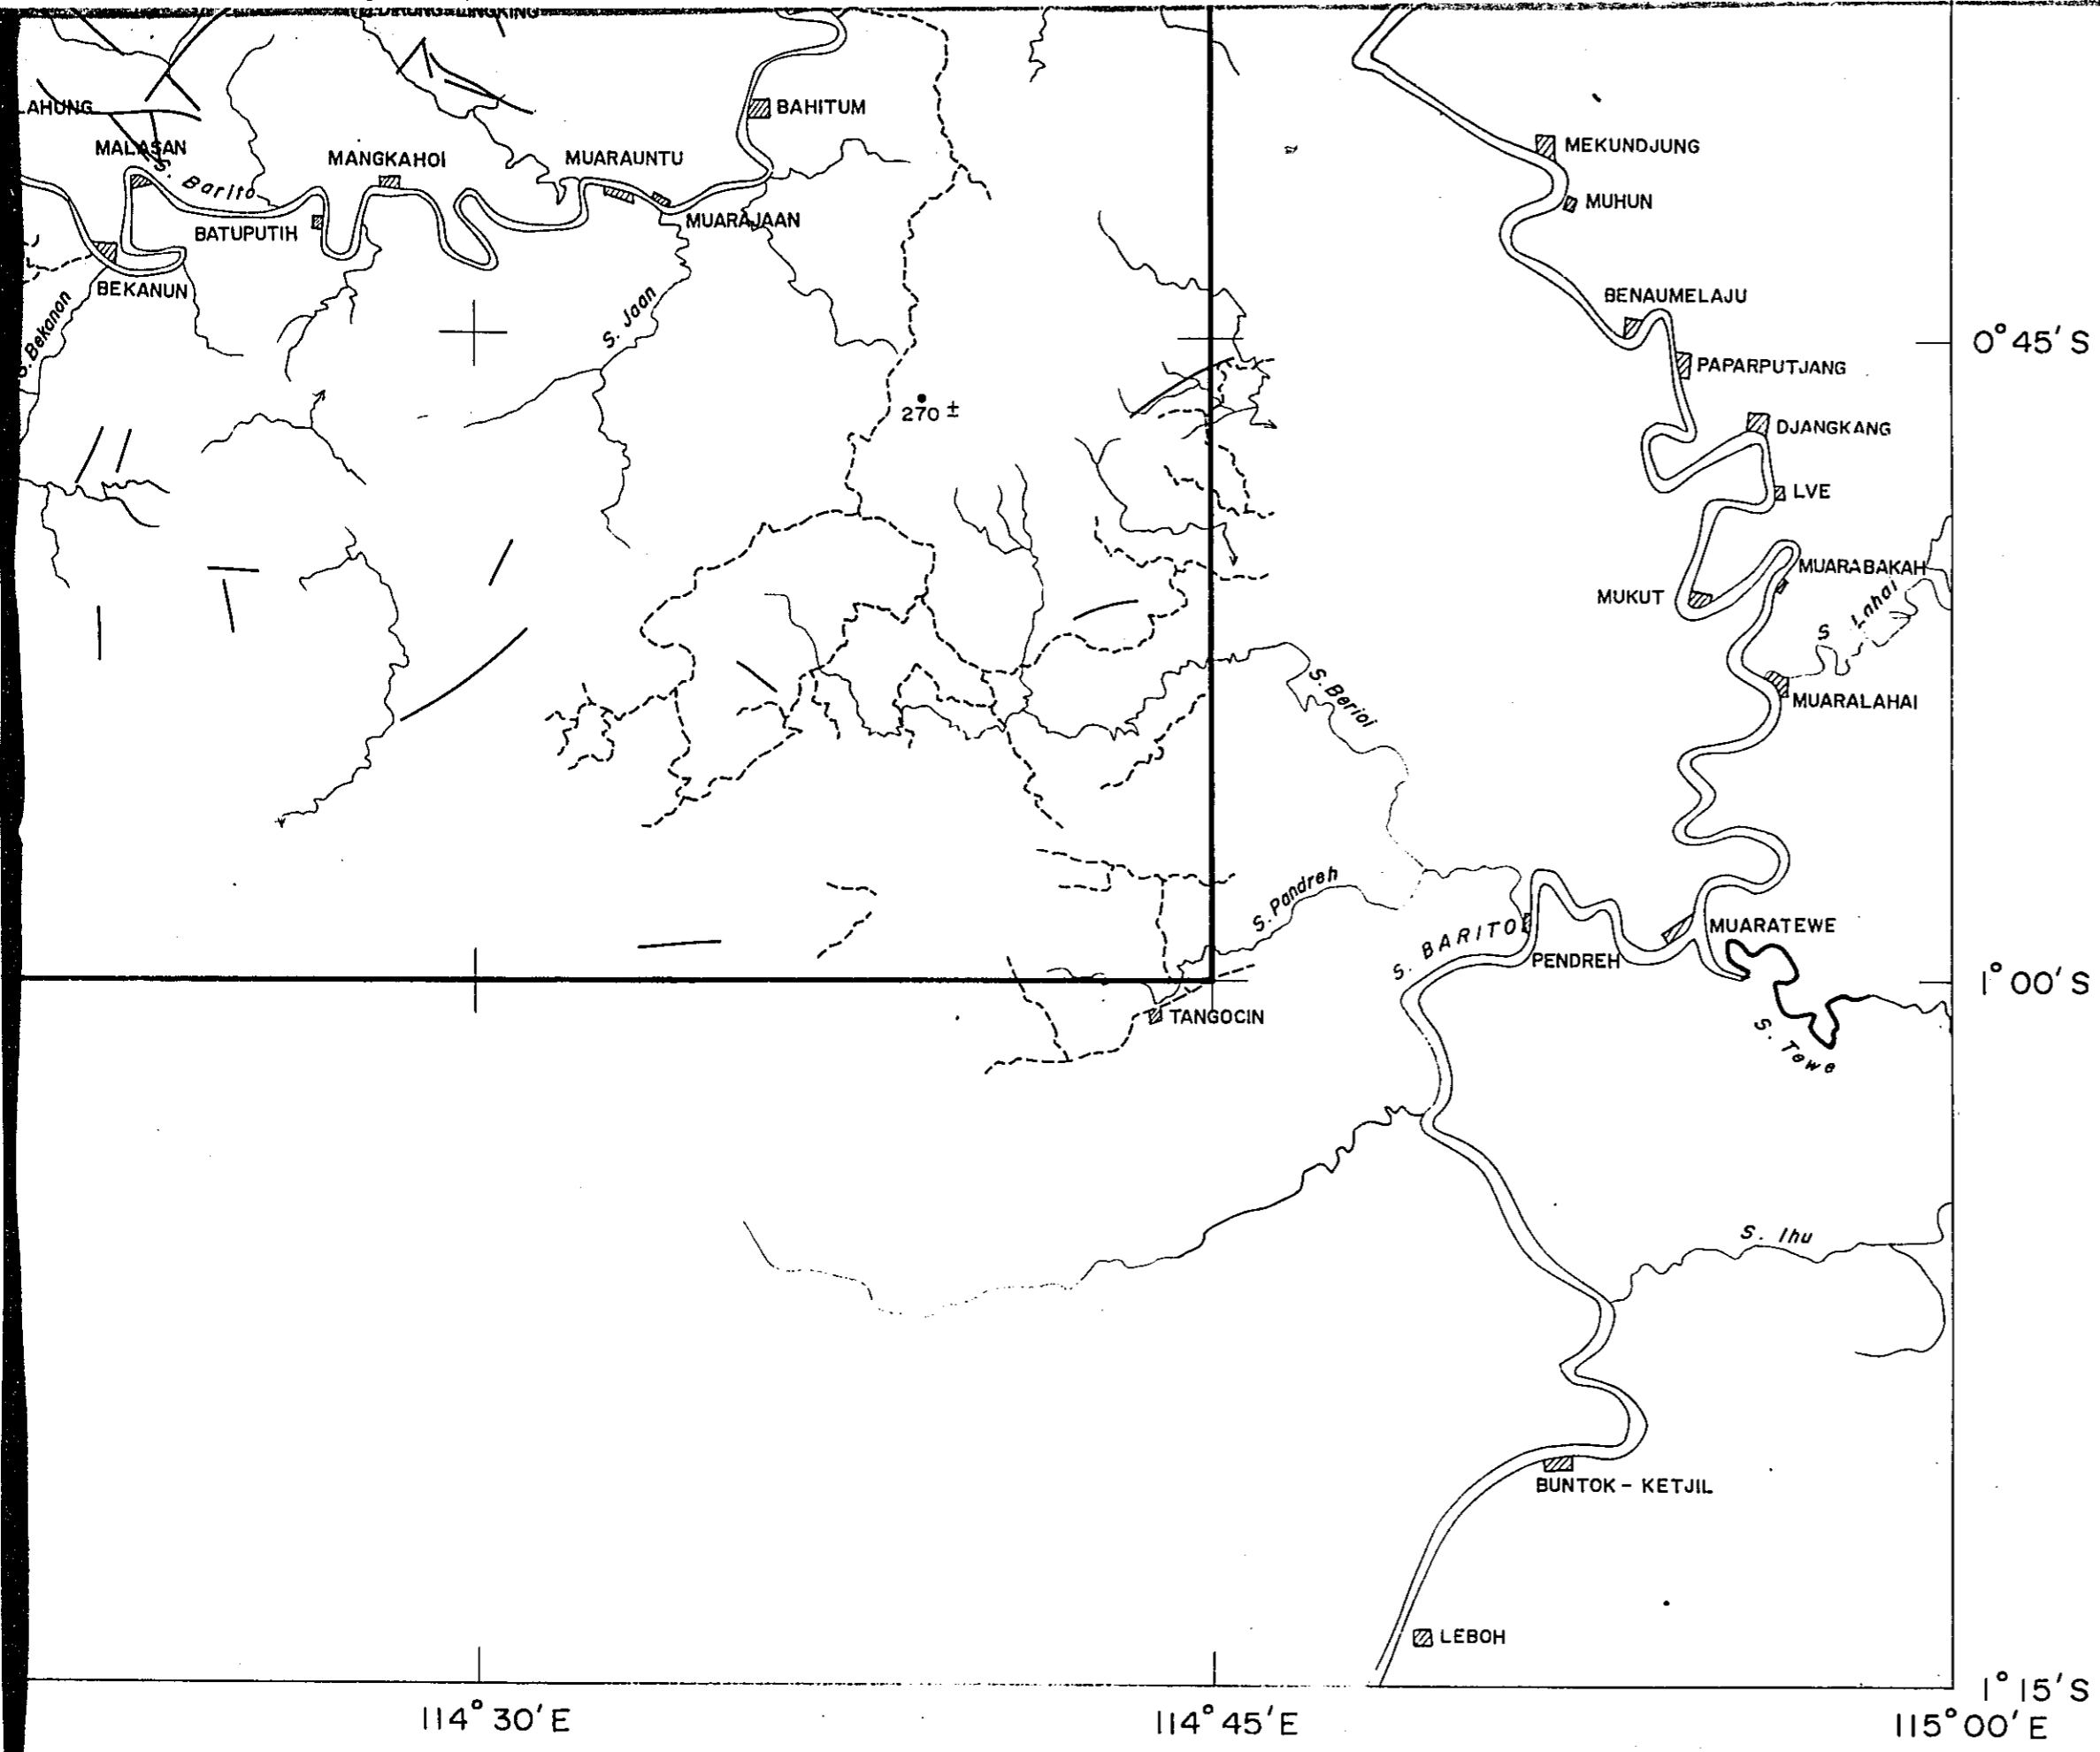 LAHUNG
BAHITUM
MEKUNDJUNG
MALASAN
MANGKAHOI
MUARAUNTU
S. Barito
MUHUN
MUARAJAAN
BATUPUTIH
BEKANUN
BENAUMELAJU
S. Bekanon
S. Jaan
0°45'S
PAPARPUTJANG
270 ±
DJANGKANG
LVE
MUARABAKAH
MUKUT
S Lahai
S. Berioi
MUARALAHAI
S. Pandreh
S. BARITO
MUARATEWE
PENDREH
1°00'S
TANGOCIN
S. Tewe
S. Ihu
BUNTOK - KETJIL
LEBOH
1°15'S
114°30'E
114°45'E
115°00'E